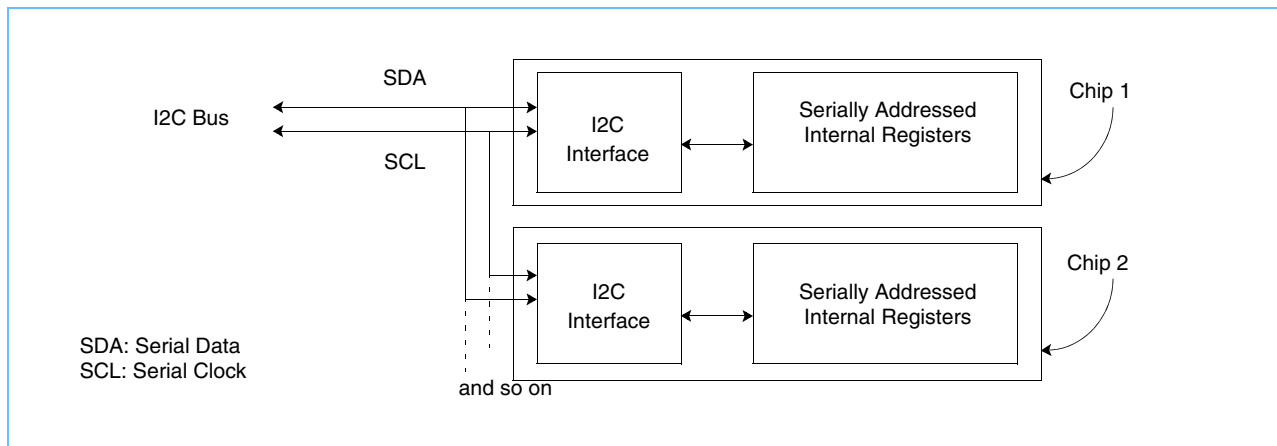 SDA
I2C Bus
SCL
I2C
Interface
Serially Addressed
Internal Registers
Chip 1
I2C
Interface
Serially Addressed
Internal Registers
Chip 2
SDA: Serial Data
SCL: Serial Clock
and so on